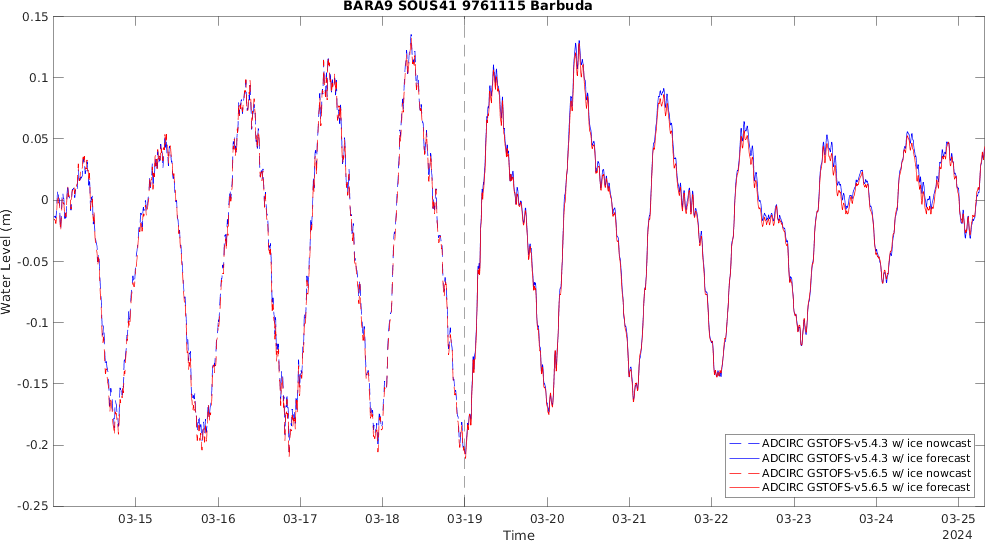 BARA9 SOUS41 9761115 Barbuda
0.15
0.1
0.05
0
-0.05
-0.1
-0.15
-0.2
-0.25
Water Level (m)
ADCIRC GSTOFS-v5.4.3 w/ ice nowcast
ADCIRC GSTOFS-v5.4.3 w/ ice forecast
ADCIRC GSTOFS-v5.6.5 w/ ice nowcast
ADCIRC GSTOFS-v5.6.5 w/ ice forecast
03-15 03-16 03-17 03-18 03-19 03-20 03-21 03-22 03-23 03-24 03-25
Time
2024